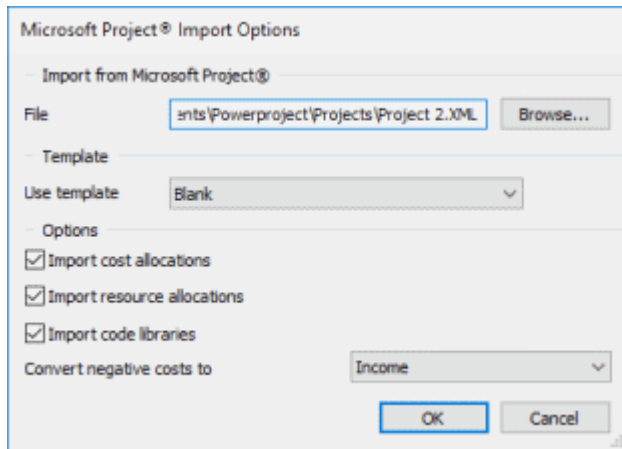 Microsoft Project® Import Options
Import from Microsoft Project®
File ents\Powerproject\Projects\Project 2.XML Browse...
Template
Use template Blank
Options
Import cost allocations
Import resource allocations
Import code libraries
Convert negative costs to Income
OK Cancel